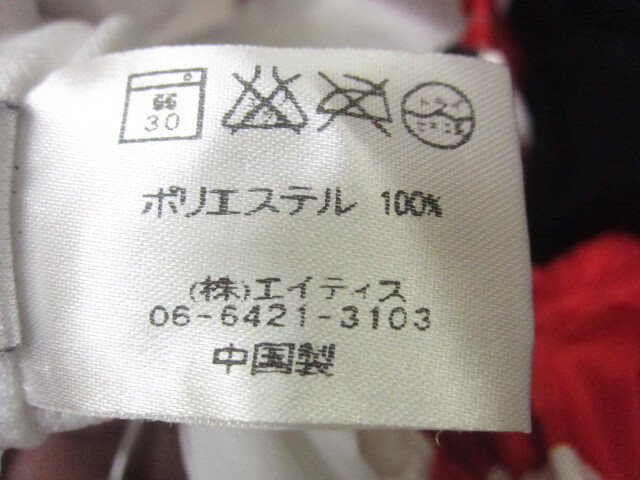 30
ドライ
ポリエステル 100%
(株)エイティス
06-6421-3103
中国製